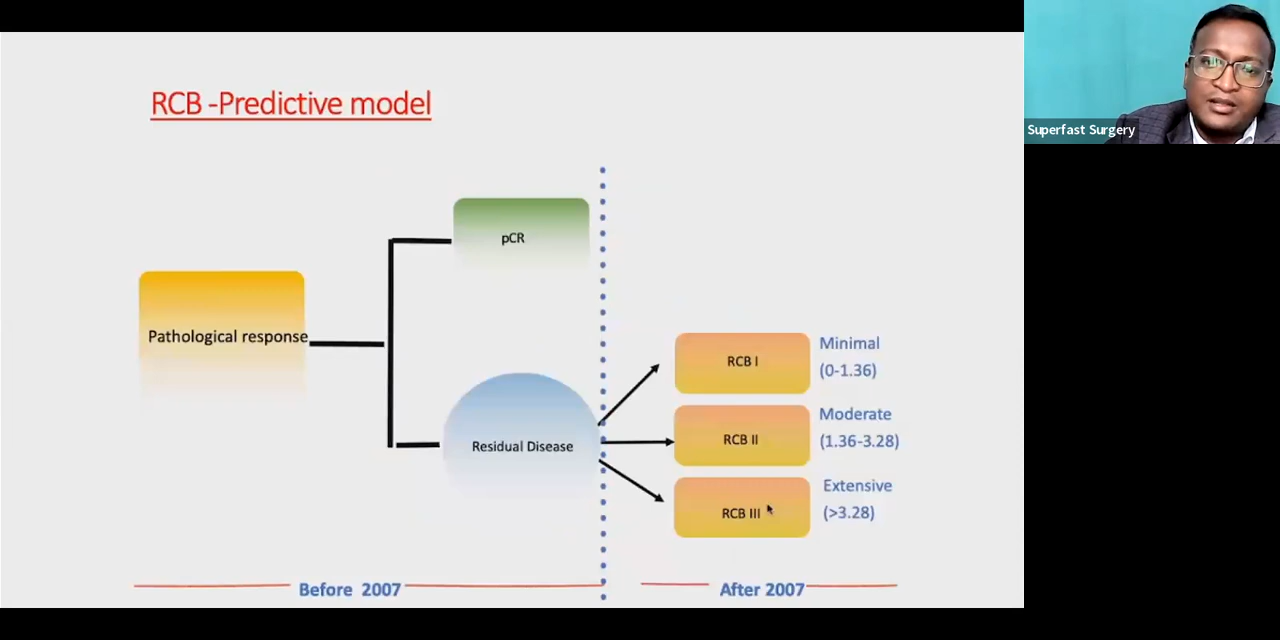 RCB -Predictive model
Superfast Surgery
pCR
Pathological response
Residual Disease
RCB I
Minimal
(0-1.36)
RCB II
Moderate
(1.36-3.28)
RCB III
Extensive
(>3.28)
Before 2007
After 2007